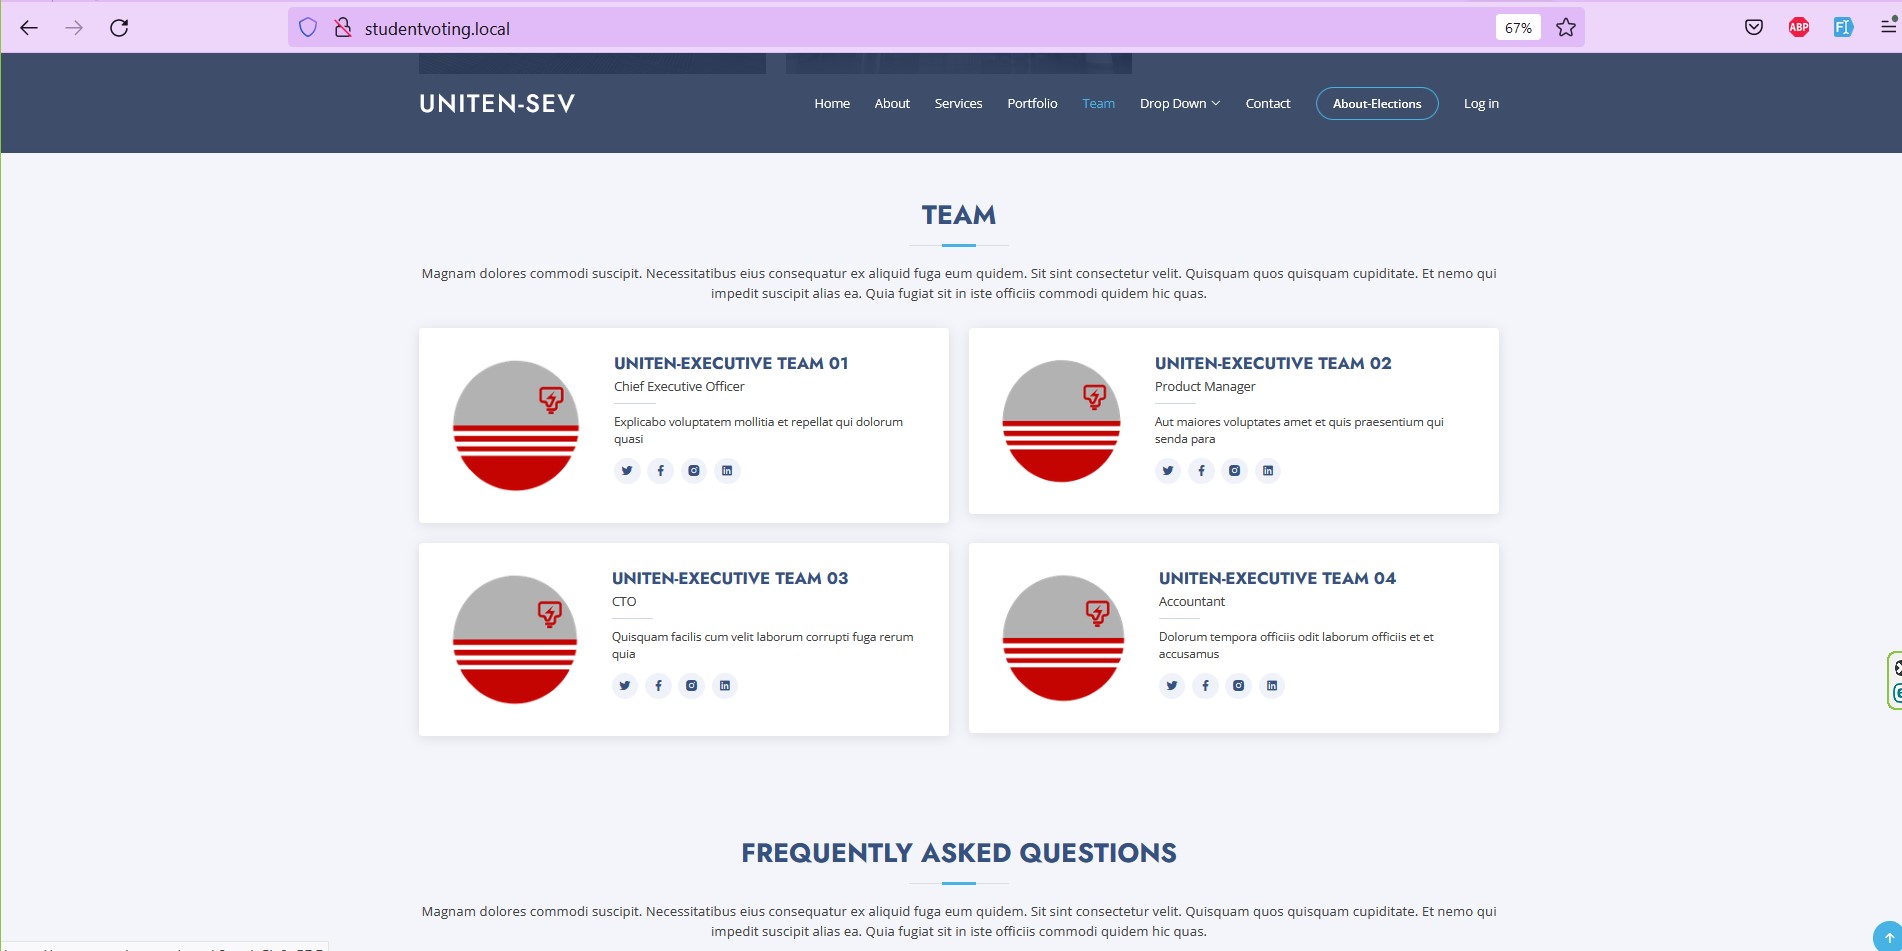 studentvoting.local
67%
ABP
UNITEN-SEV
Home
About
Services
Portfolio
Team
Drop Down
Contact
About-Elections
Log in
TEAM
Magnam dolores commodi suscipit. Necessitatibus eius consequatur ex aliquid fuga eum quidem. Sit sint consectetur velit. Quisquam quos quisquam cupiditate. Et nemo qui
impedit suscipit alias ea. Quia fugiat sit in iste officiis commodi quidem hic quas.
UNITEN-EXECUTIVE TEAM 01
Chief Executive Officer
Explicabo voluptatem mollitia et repellat qui dolorum
quasi
UNITEN-EXECUTIVE TEAM 02
Product Manager
Aut maiores voluptates amet et quis praesentium qui
senda para
UNITEN-EXECUTIVE TEAM 03
CTO
Quisquam facilis cum velit laborum corrupti fuga rerum
quia
UNITEN-EXECUTIVE TEAM 04
Accountant
Dolorum tempora officiis odit laborum officiis et et
accusamus
FREQUENTLY ASKED QUESTIONS
Magnam dolores commodi suscipit. Necessitatibus eius consequatur ex aliquid fuga eum quidem. Sit sint consectetur velit. Quisquam quos quisquam cupiditate. Et nemo qui
impedit suscipit alias ea. Quia fugiat sit in iste officiis commodi quidem hic quas.